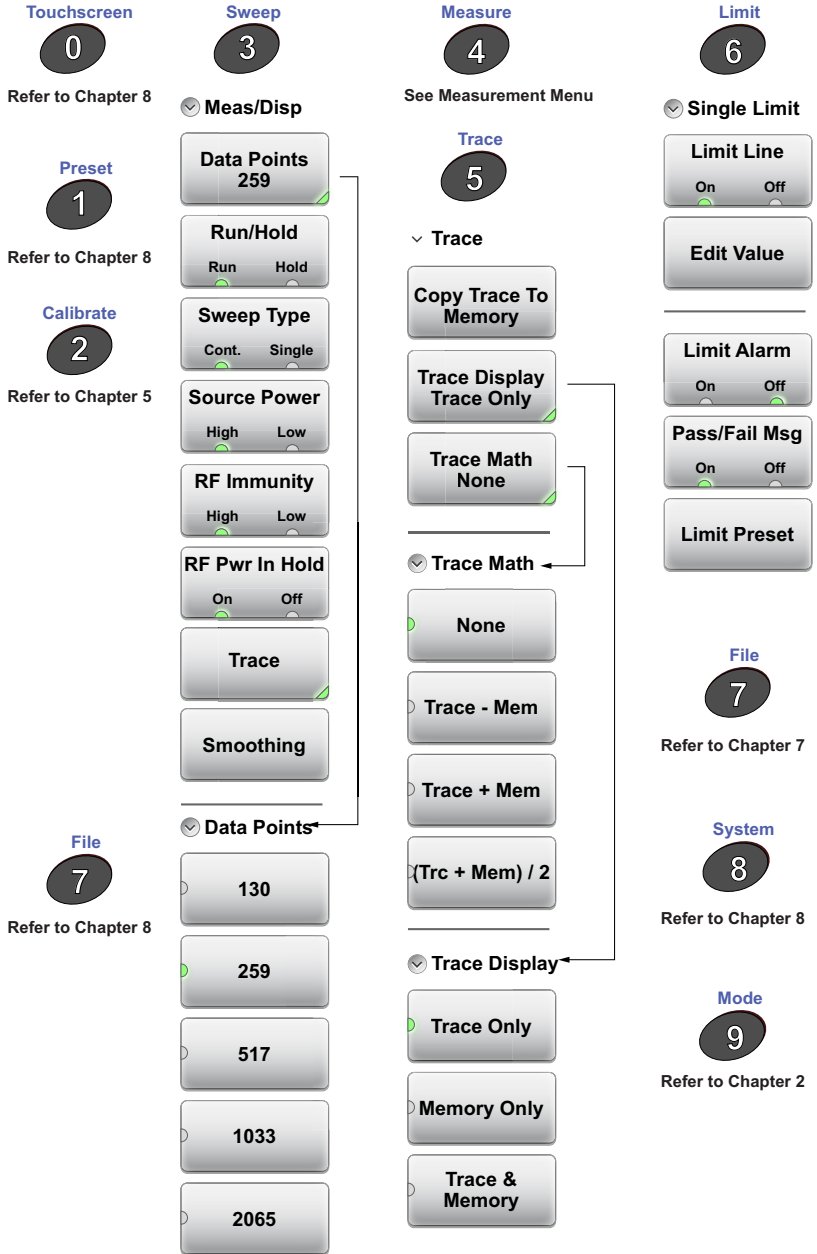 Touchscreen
0
Refer to Chapter 8
Preset
1
Refer to Chapter 8
Calibrate
2
Refer to Chapter 5
File
7
Refer to Chapter 8
Sweep
3
Meas/Disp
Data Points
259
Run/Hold
Run Hold
Sweep Type
Cont. Single
Source Power
High Low
RF Immunity
High Low
RF Pwr In Hold
On Off
Trace
Smoothing
Data Points
130
259
517
1033
2065
Measure
4
See Measurement Menu
Trace
5
Trace
Copy Trace To
Memory
Trace Display
Trace Only
Trace Math
None
Trace Math
None
Trace - Mem
Trace + Mem
(Trc + Mem) / 2
Trace Display
Trace Only
Memory Only
Trace &
Memory
Limit
6
Single Limit
Limit Line
On Off
Edit Value
Limit Alarm
On Off
Pass/Fail Msg
On Off
Limit Preset
File
7
Refer to Chapter 7
System
8
Refer to Chapter 8
Mode
9
Refer to Chapter 2